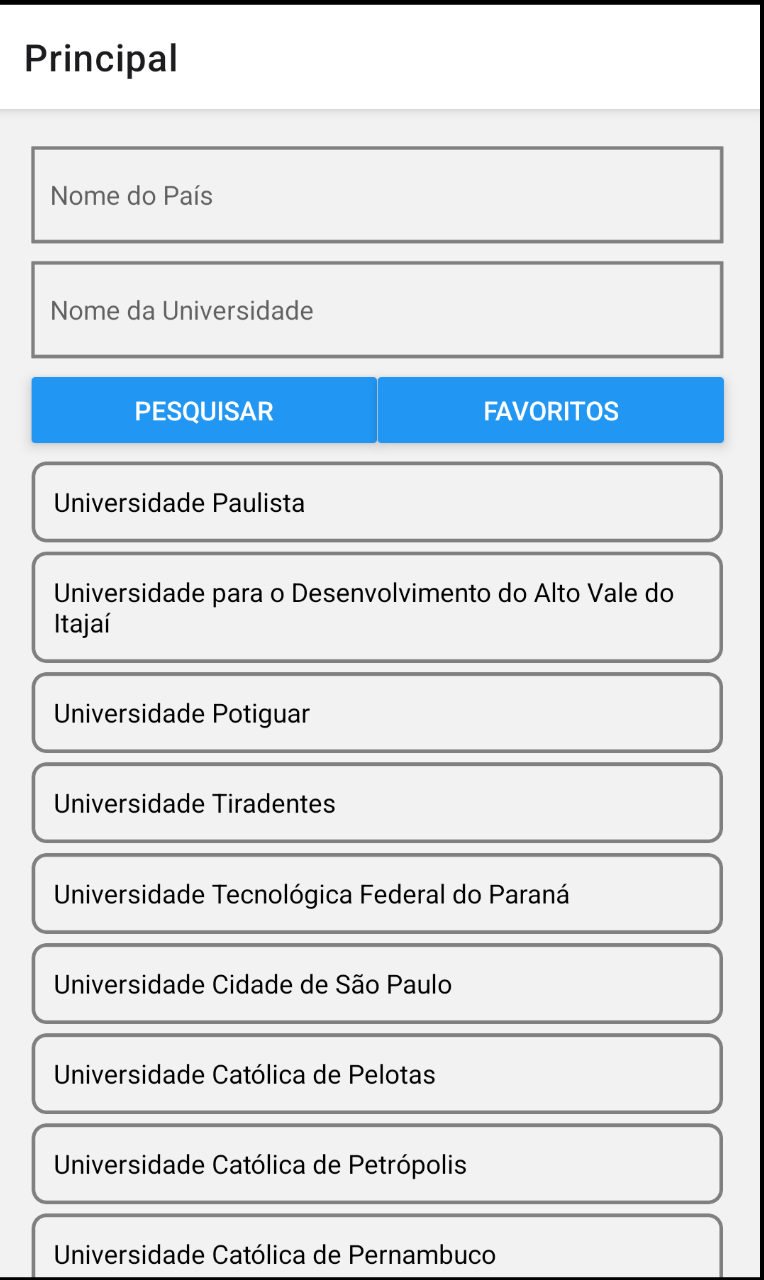 Principal
Nome do País
Nome da Universidade
PESQUISAR FAVORITOS
Universidade Paulista
Universidade para o Desenvolvimento do Alto Vale do
Itajaí
Universidade Potiguar
Universidade Tiradentes
Universidade Tecnológica Federal do Paraná
Universidade Cidade de São Paulo
Universidade Católica de Pelotas
Universidade Católica de Petrópolis
Universidade Católica de Pernambuco